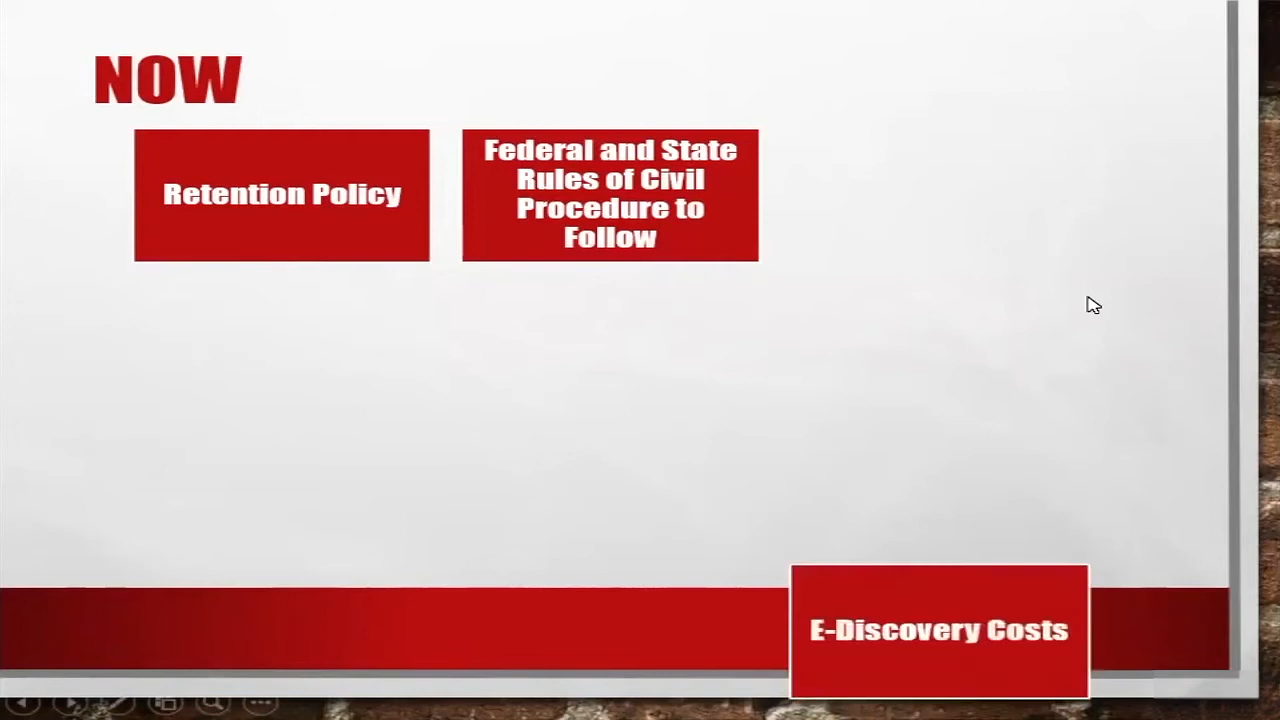 NOW
Retention Policy
Federal and State
Rules of Civil
Procedure to
Follow
E-Discovery Costs